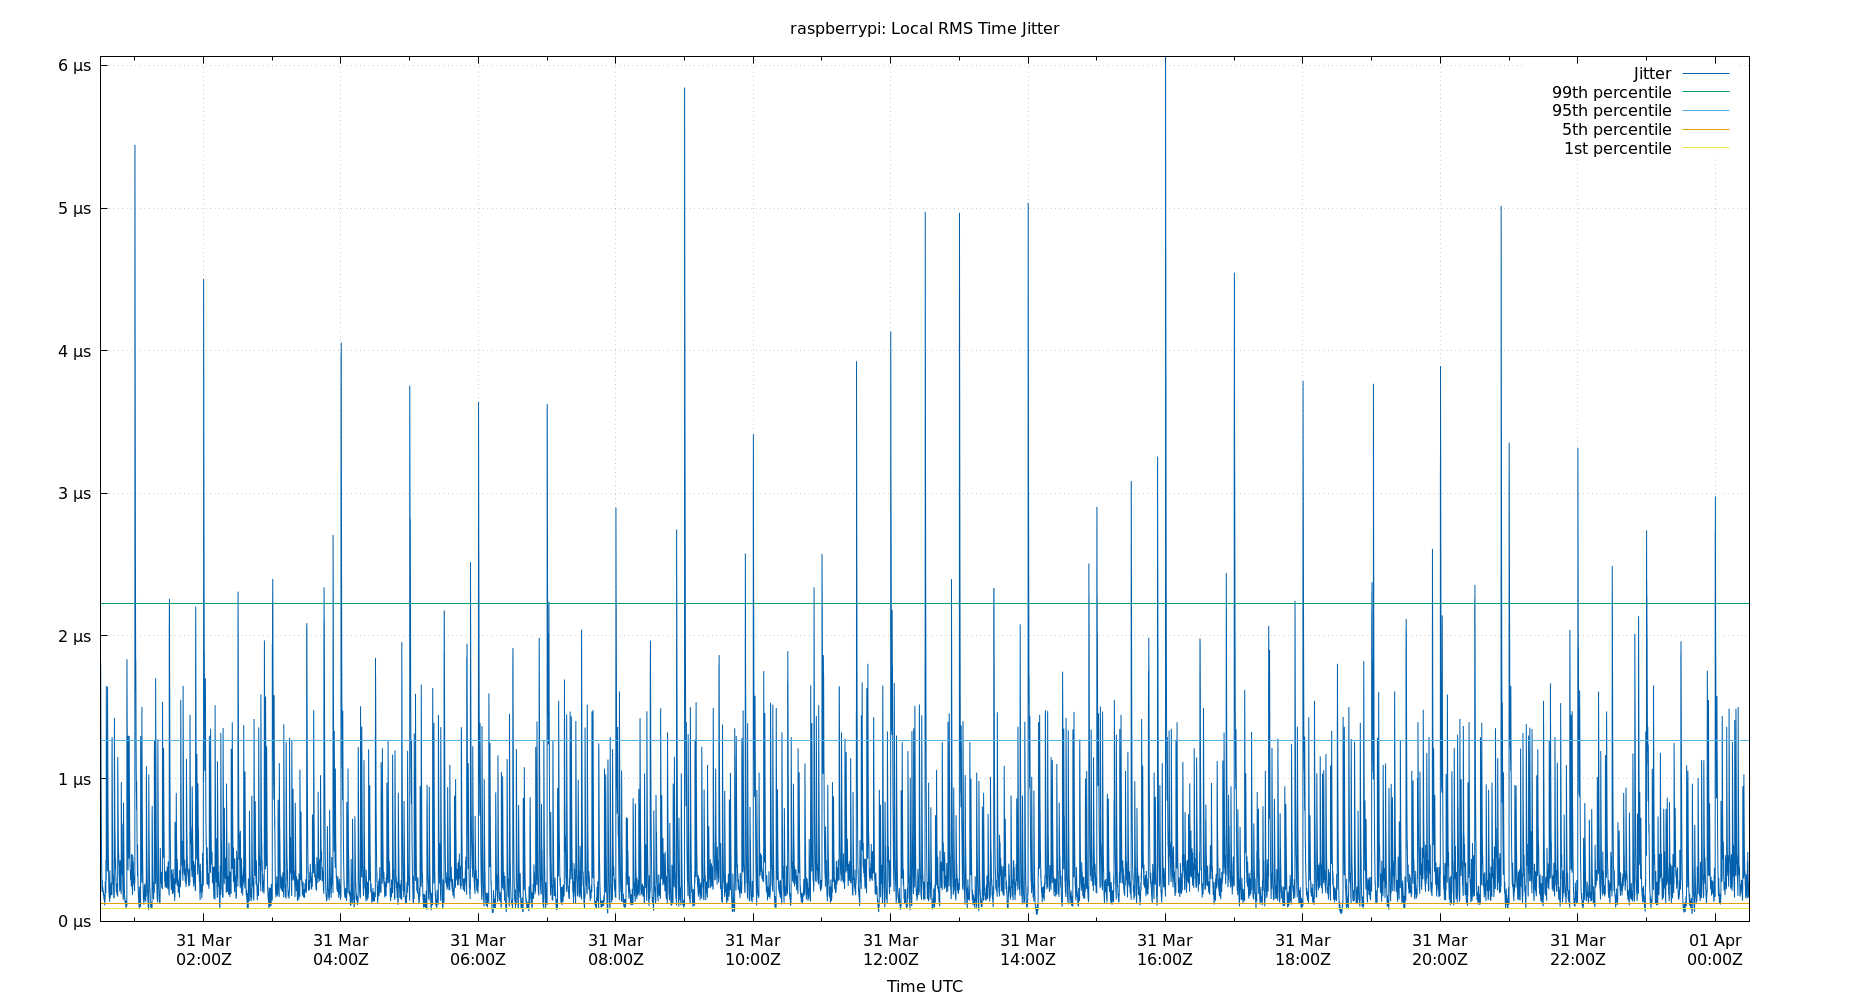 raspberrypi: Local RMS Time Jitter
6 µs
5 µs
4 µs
3 µs
2 µs
1 µs
0 µs
Jitter
99th percentile
95th percentile
5th percentile
1st percentile
31 Mar 31 Mar 31 Mar 31 Mar 31 Mar 31 Mar 31 Mar 31 Mar 31 Mar 31 Mar 31 Mar 01 Apr
02:00Z 04:00Z 06:00Z 08:00Z 10:00Z 12:00Z 14:00Z 16:00Z 18:00Z 20:00Z 22:00Z 00:00Z
Time UTC